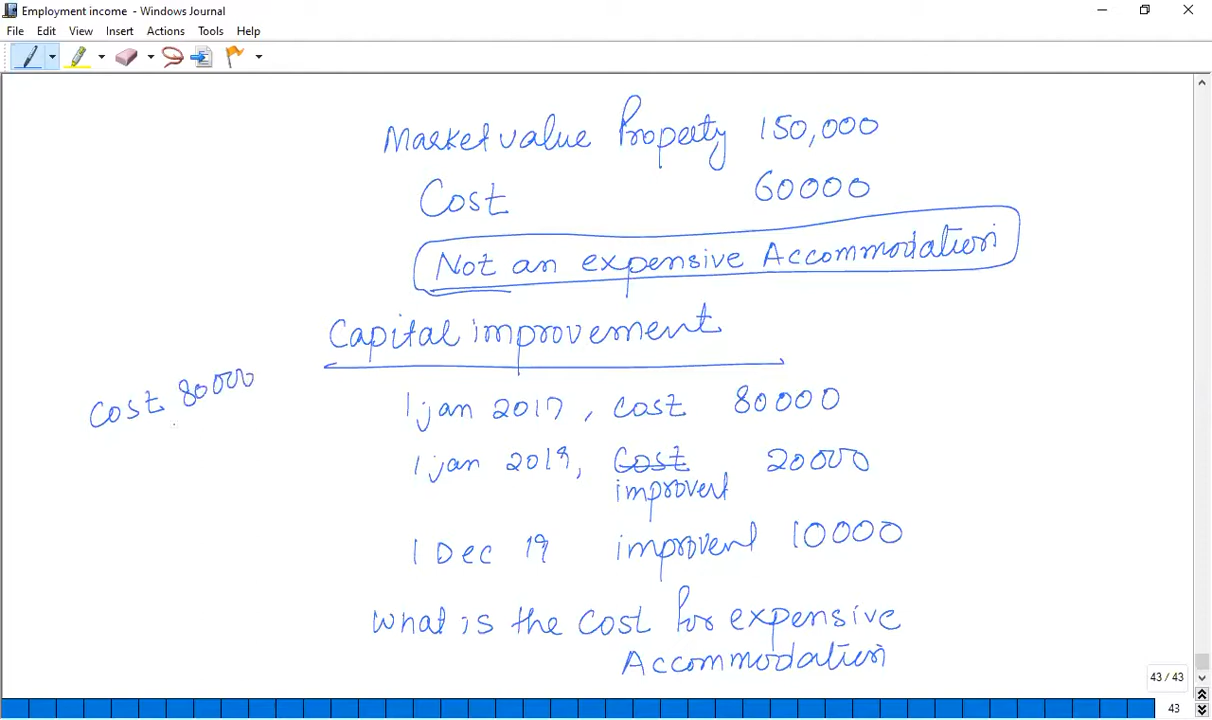 Employment income - Windows Journal
File Edit View Insert Actions Tools Help
Market value Property 150,000
Cost 60000
Not an expensive Accommodation
Capital improvement
Cost 80000
1 jan 2017, cost 80000
1 jan 2019, Cost 20000
improvent
1 Dec 19 improvent 10000
What is the cost for expensive
Accommodation
43 / 43
43